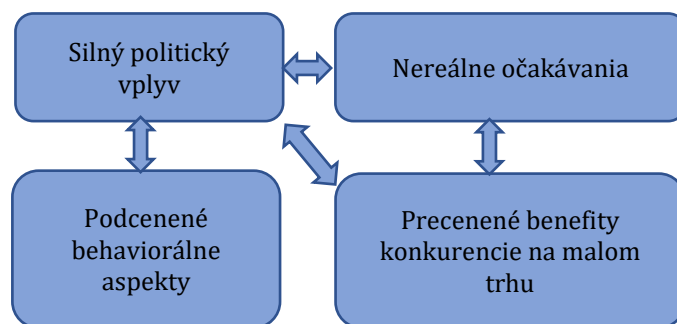 Silný politický
vplyv
Nereálne očakávania
Podcenené
behaviorálne
aspekty
Precenené benefity
konkurencie na malom
trhu